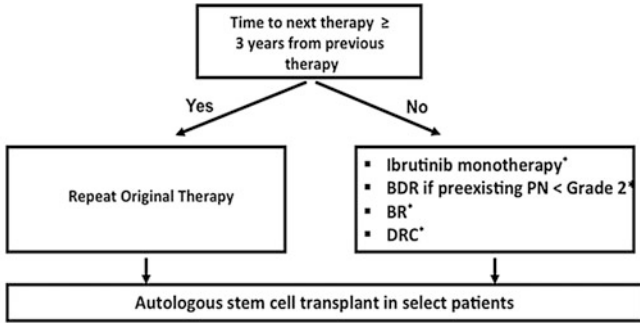 Time to next therapy ≥
3 years from previous
therapy
Yes
No
Repeat Original Therapy
▪ Ibrutinib monotherapy*
▪ BDR if preexisting PN < Grade 2*
▪ BR*
▪ DRC*
Autologous stem cell transplant in select patients